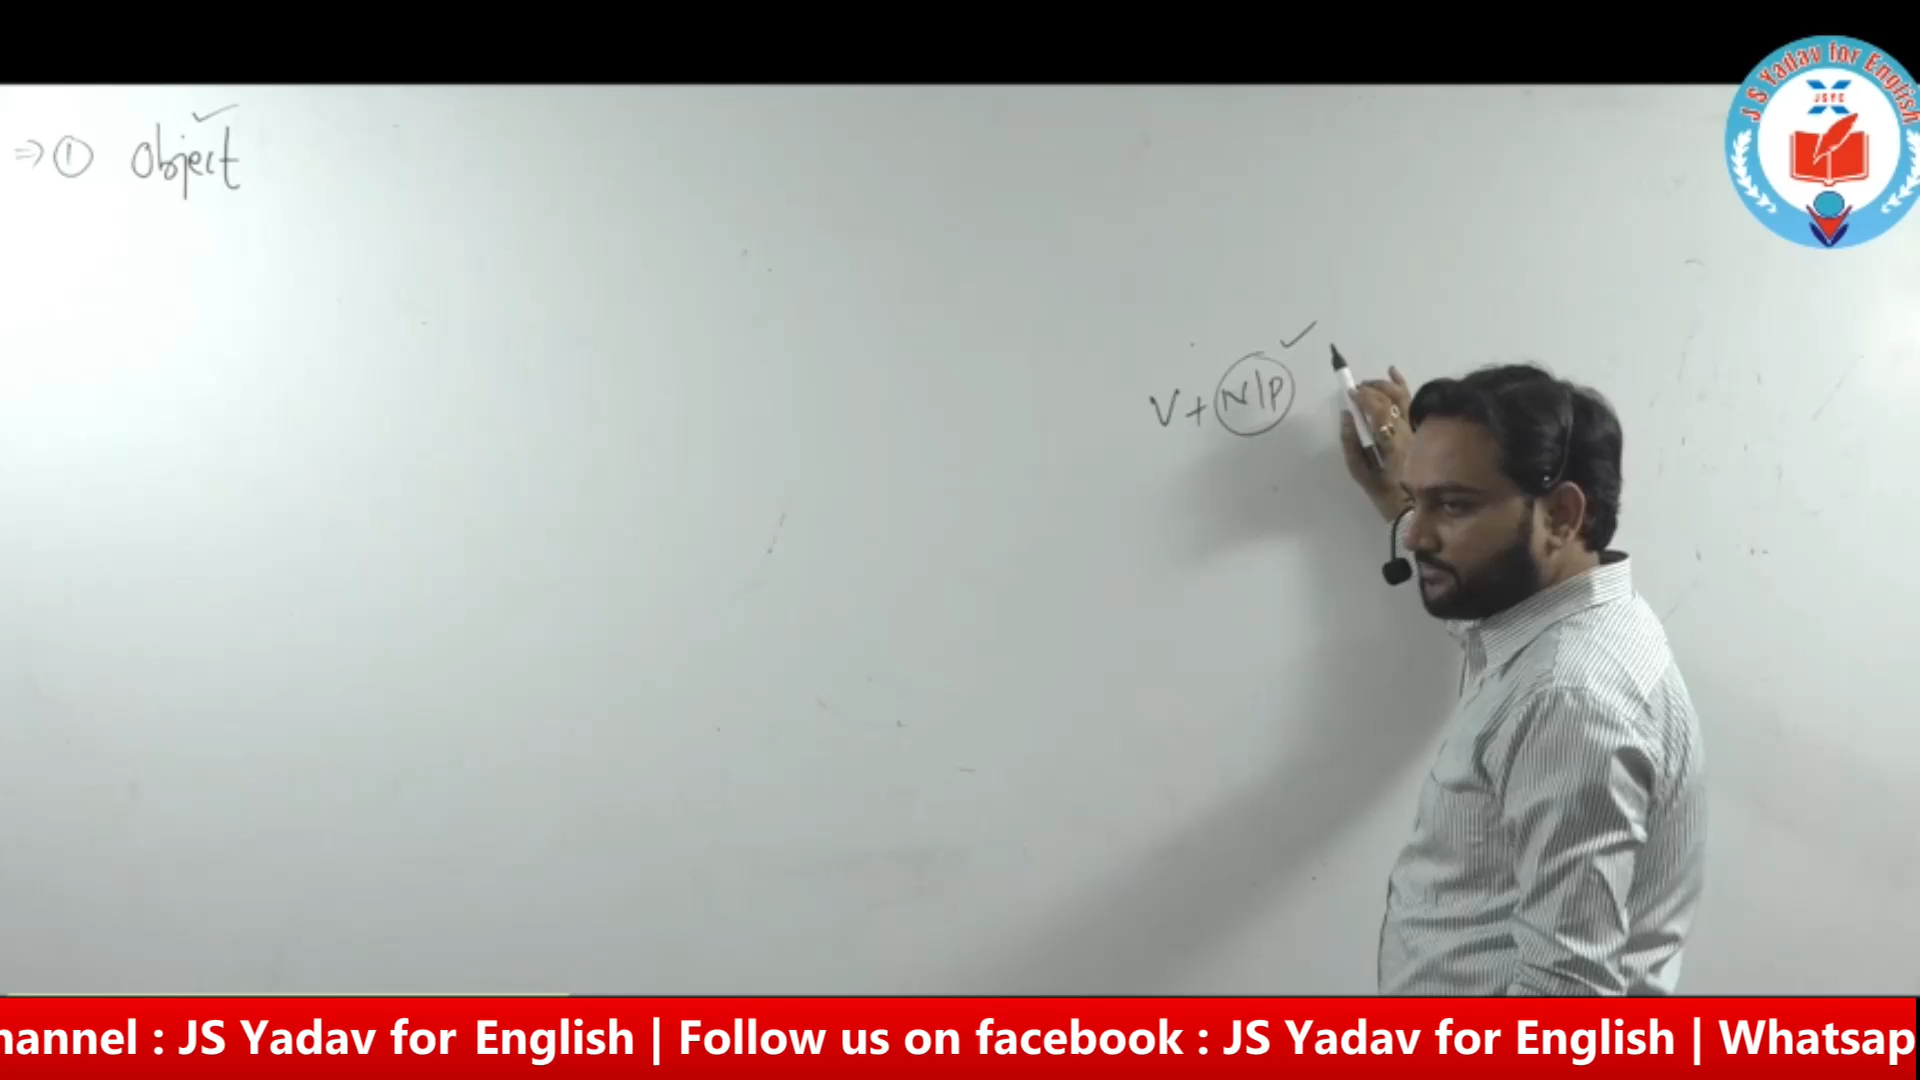 ⇒ ① Object
V + N/P
J S Yadav for English
JSYE
hannel : JS Yadav for English | Follow us on facebook : JS Yadav for English | Whatsap